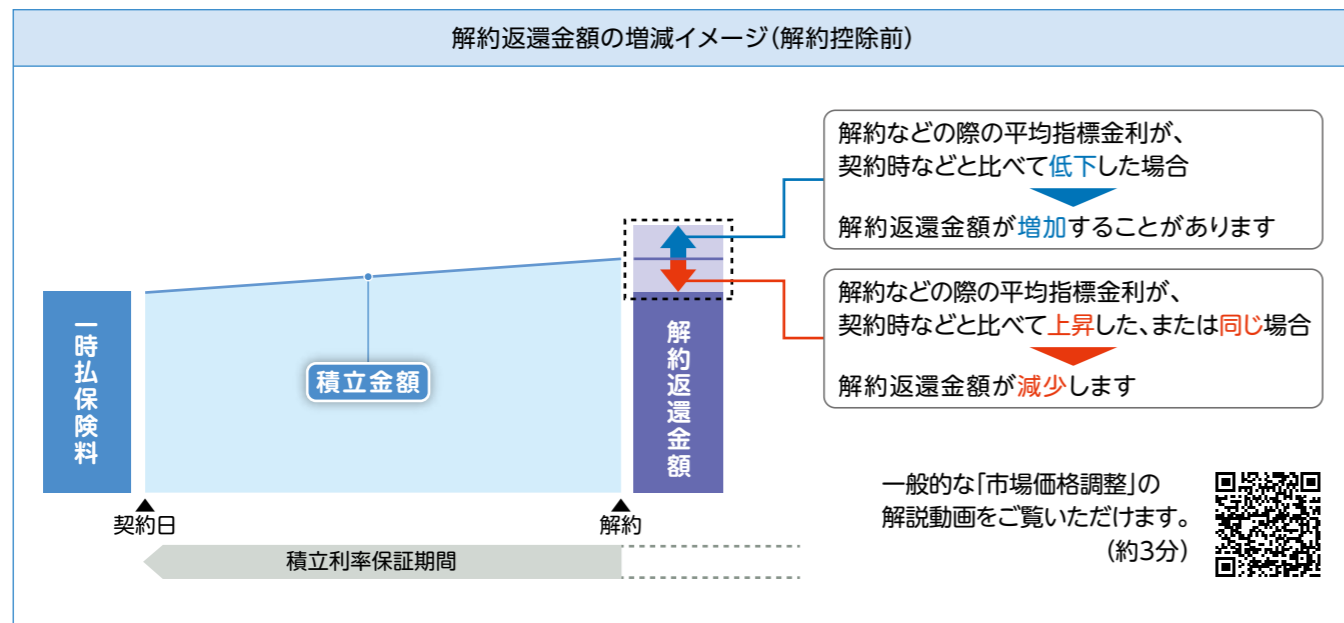 解約返還金額の増減イメージ（解約控除前）
解約などの際の平均指標金利が、
契約時などと比べて低下した場合
解約返還金額が増加することがあります
解約などの際の平均指標金利が、
契約時などと比べて上昇した、または同じ場合
解約返還金額が減少します
一時払保険料
積立金額
解約返還金額
契約日
解約
積立利率保証期間
一般的な「市場価格調整」の
解説動画をご覧いただけます。
（約3分）